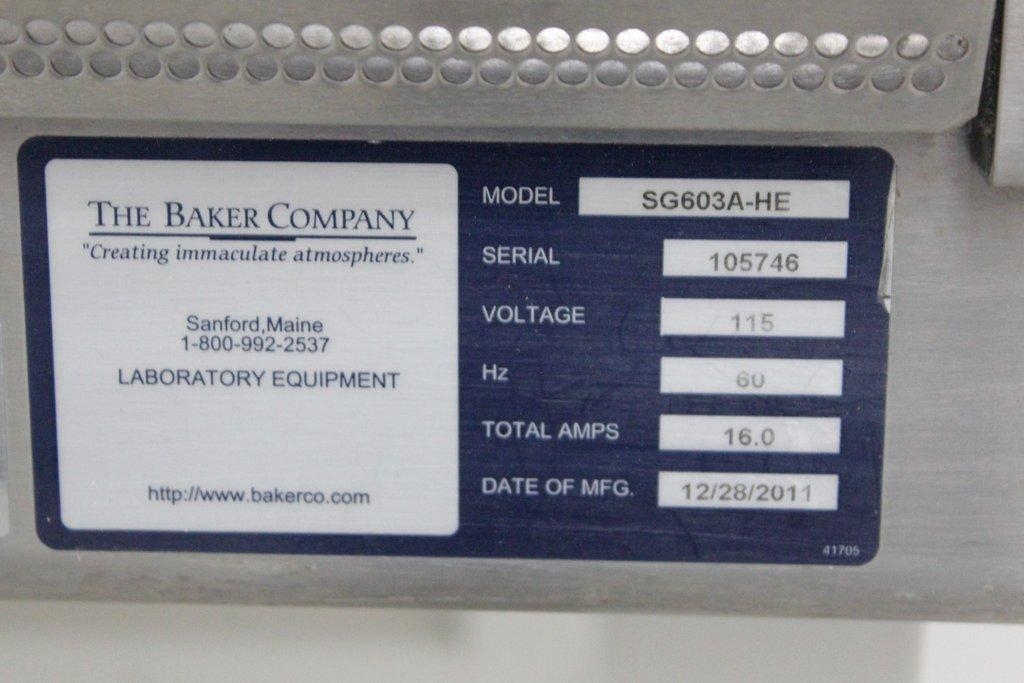 THE BAKER COMPANY
"Creating immaculate atmospheres."
Sanford,Maine
1-800-992-2537
LABORATORY EQUIPMENT
http://www.bakerco.com
MODEL SG603A-HE
SERIAL 105746
VOLTAGE 115
Hz 60
TOTAL AMPS 16.0
DATE OF MFG. 12/28/2011
41705